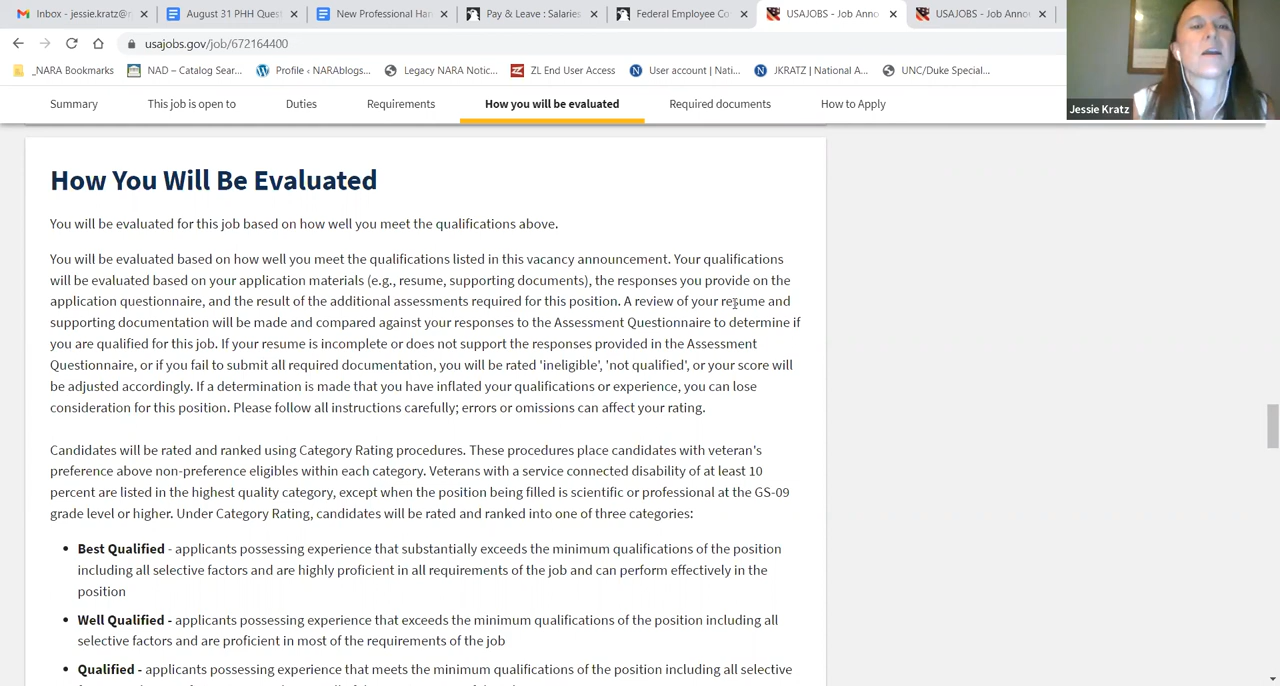 Inbox - jessie.kratz@n
August 31 PHH Quest
New Professional Han
Pay & Leave : Salaries
Federal Employee Co
USAJOBS - Job Anno
USAJOBS - Job Anno
usajobs.gov/job/672164400
_NARA Bookmarks
NAD – Catalog Sear...
Profile ‹ NARAblogs...
Legacy NARA Notic...
ZL End User Access
User account | Nati...
JKRATZ | National A...
UNC/Duke Special...
Jessie Kratz
Summary
This job is open to
Duties
Requirements
How you will be evaluated
Required documents
How to Apply
How You Will Be Evaluated
You will be evaluated for this job based on how well you meet the qualifications above.
You will be evaluated based on how well you meet the qualifications listed in this vacancy announcement. Your qualifications
will be evaluated based on your application materials (e.g., resume, supporting documents), the responses you provide on the
application questionnaire, and the result of the additional assessments required for this position. A review of your resume and
supporting documentation will be made and compared against your responses to the Assessment Questionnaire to determine if
you are qualified for this job. If your resume is incomplete or does not support the responses provided in the Assessment
Questionnaire, or if you fail to submit all required documentation, you will be rated 'ineligible', 'not qualified', or your score will
be adjusted accordingly. If a determination is made that you have inflated your qualifications or experience, you can lose
consideration for this position. Please follow all instructions carefully; errors or omissions can affect your rating.
Candidates will be rated and ranked using Category Rating procedures. These procedures place candidates with veteran's
preference above non-preference eligibles within each category. Veterans with a service connected disability of at least 10
percent are listed in the highest quality category, except when the position being filled is scientific or professional at the GS-09
grade level or higher. Under Category Rating, candidates will be rated and ranked into one of three categories:
• Best Qualified - applicants possessing experience that substantially exceeds the minimum qualifications of the position
including all selective factors and are highly proficient in all requirements of the job and can perform effectively in the
position
• Well Qualified - applicants possessing experience that exceeds the minimum qualifications of the position including all
selective factors and are proficient in most of the requirements of the job
• Qualified - applicants possessing experience that meets the minimum qualifications of the position including all selective